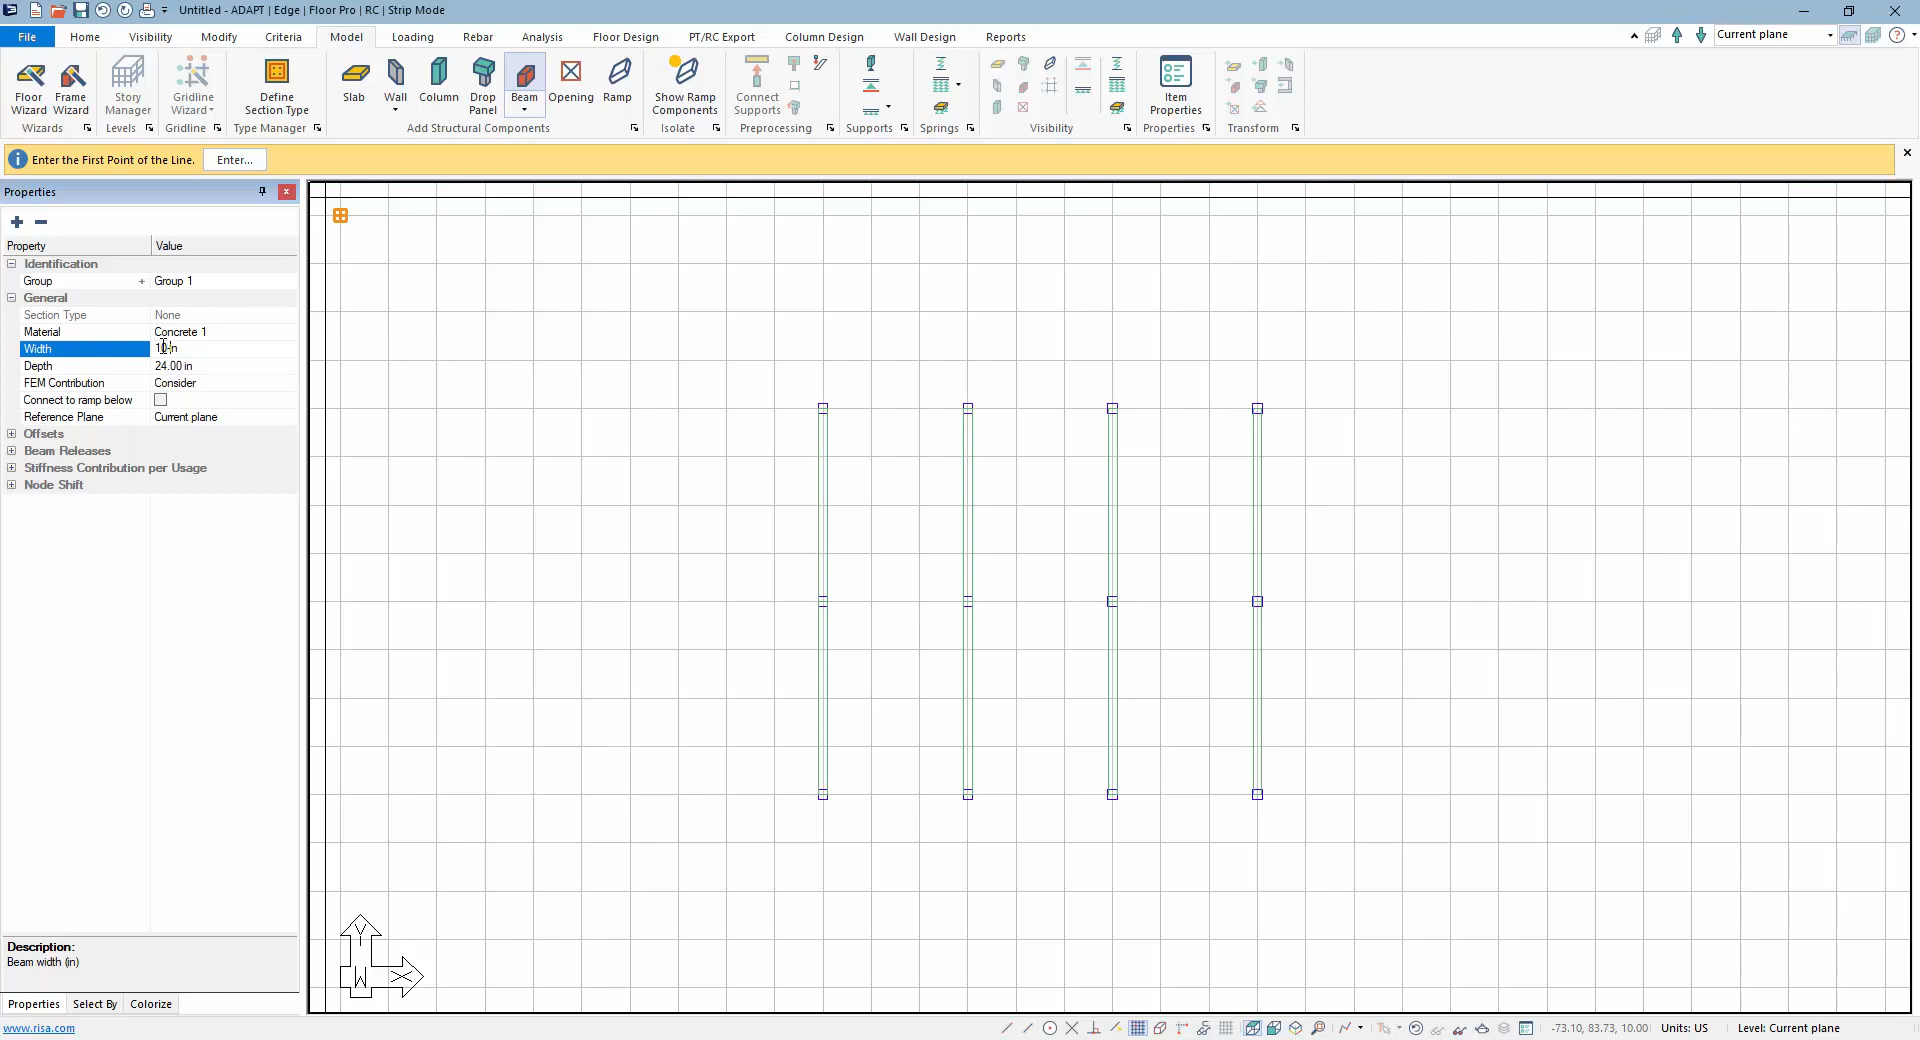 Untitled - ADAPT | Edge | Floor Pro | RC | Strip Mode
File Home Visibility Modify Criteria Model Loading Rebar Analysis Floor Design PT/RC Export Column Design Wall Design Reports Current plane
Floor Wizard
Frame Wizard
Story Manager
Gridline Wizard
Define Section Type
Slab
Wall
Column
Drop Panel
Beam
Opening
Ramp
Show Ramp Components
Connect Supports
Item Properties
Wizards Levels Gridline Type Manager Add Structural Components Isolate Preprocessing Supports Springs Visibility Properties Transform
Enter the First Point of the Line. Enter...
Properties
Property Value
Identification
Group + Group 1
General
Section Type None
Material Concrete 1
Width 10 in
Depth 24.00 in
FEM Contribution Consider
Connect to ramp below
Reference Plane Current plane
Offsets
Beam Releases
Stiffness Contribution per Usage
Node Shift
Y
X
W
Description:
Beam width (in)
Properties Select By Colorize
www.risa.com
-73.10, 83.73, 10.00 Units: US Level: Current plane